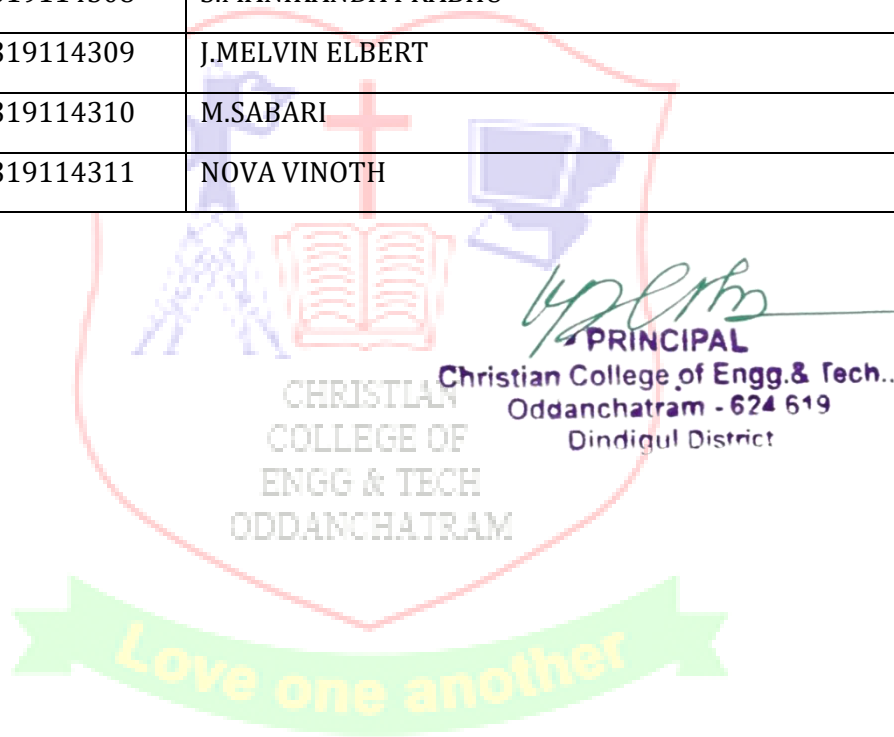 319114309 J.MELVIN ELBERT
319114310 M.SABARI
319114311 NOVA VINOTH
PRINCIPAL
Christian College of Engg.& Tech..
Oddanchatram - 624 619
Dindigul District
CHRISTIAN
COLLEGE OF
ENGG & TECH
ODDANCHATRAM
Love one another